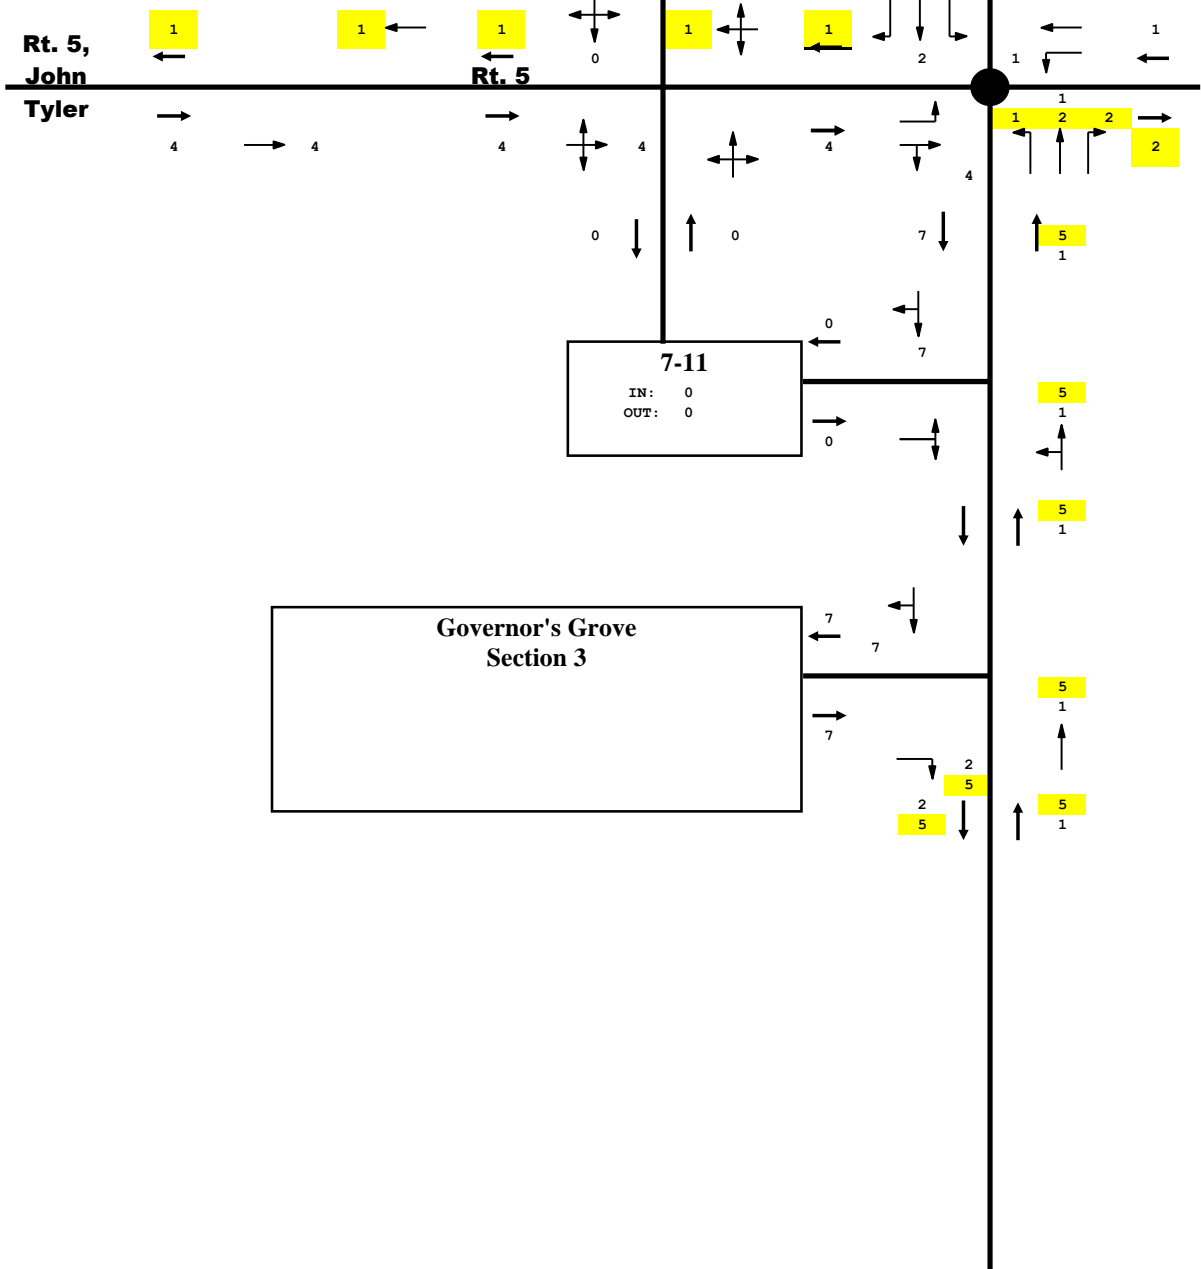 1 1 1 1 1 1
Rt. 5,
0 2 1
John Rt. 5
Tyler 1
1 2 2
4 4 4 4 4 2
4
0 0 7 5
1
0
7
7-11
IN: 0 5
OUT: 0 1
0
5
1
7
Governor's Grove
7
Section 3
5
1
7
2
5
2 5
5 1